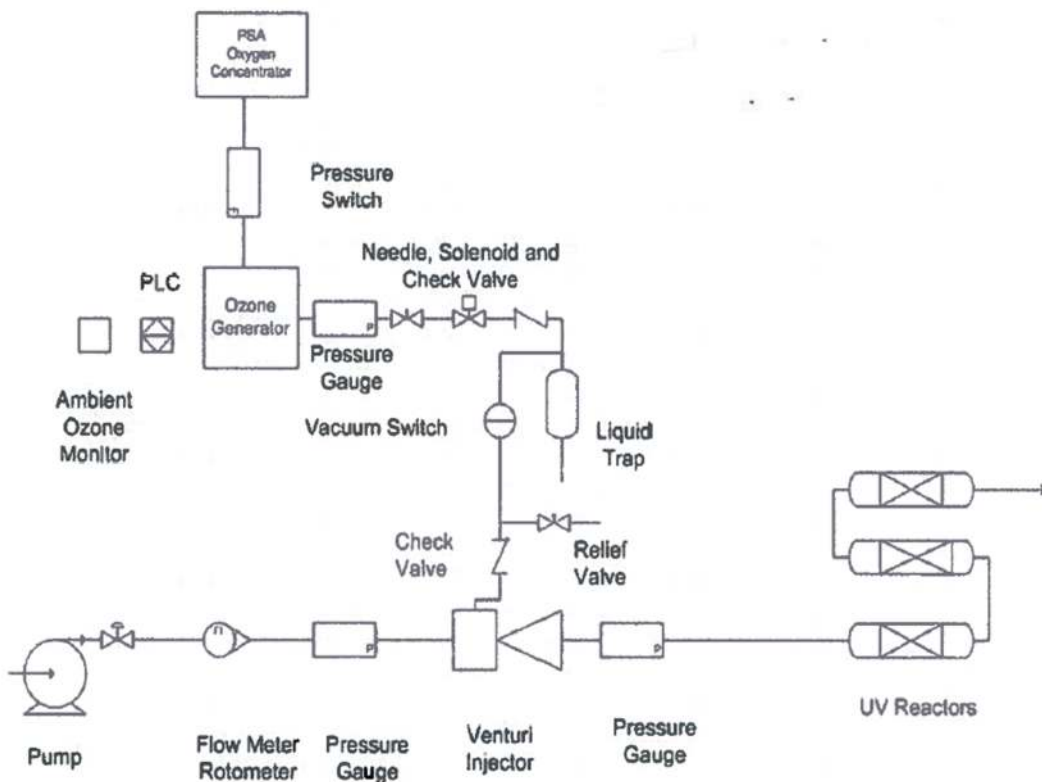 PSA
Oxygen
Concentrator
Pressure
Switch
Needle, Solenoid and
Check Valve
PLC
Ozone
Generator
P
Pressure
Gauge
Ambient
Ozone
Monitor
Vacuum Switch
Liquid
Trap
Check
Valve
Relief
Valve
P
P
UV Reactors
Pump
Flow Meter
Rotometer
Pressure
Gauge
Venturi
Injector
Pressure
Gauge